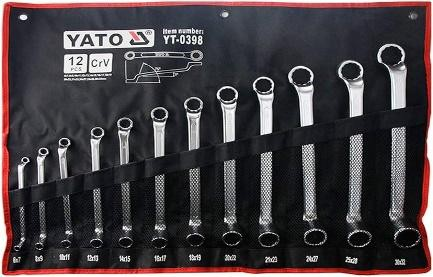 YATO
Item number:
YT-0398
12 PCS. CrV
6x7 8x9 10x11 12x13 14x15 16x17 18x19 20x22 21x23 24x27 25x28 30x32